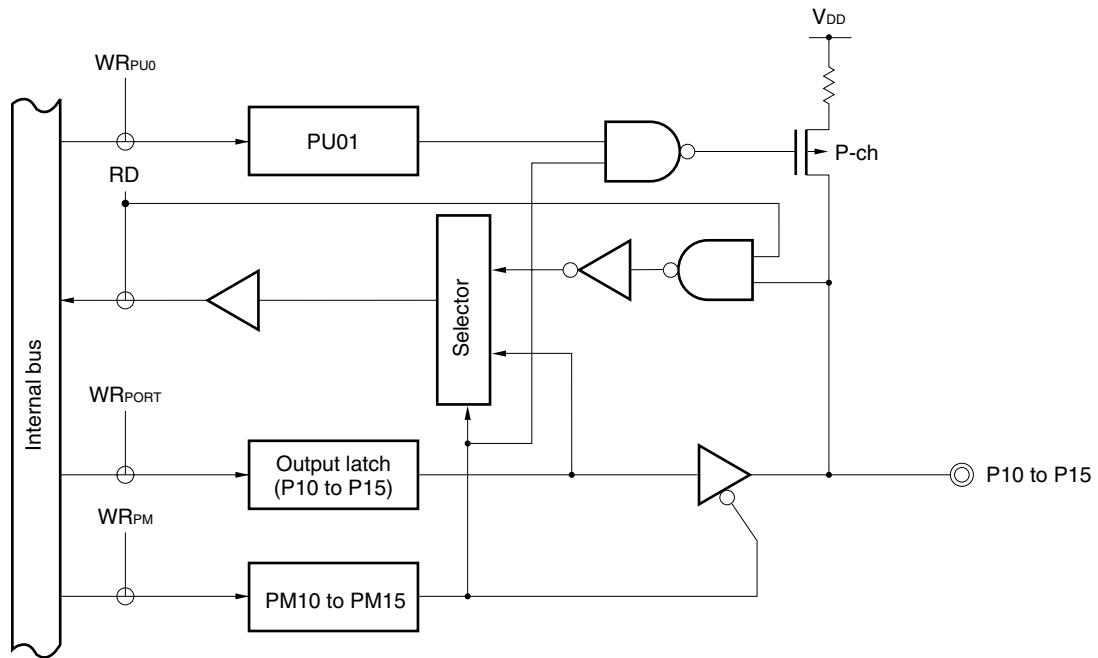 VDD
WRPU0
PU01
P-ch
RD
Selector
Internal bus
WRPORT
Output latch
(P10 to P15)
P10 to P15
WRPM
PM10 to PM15